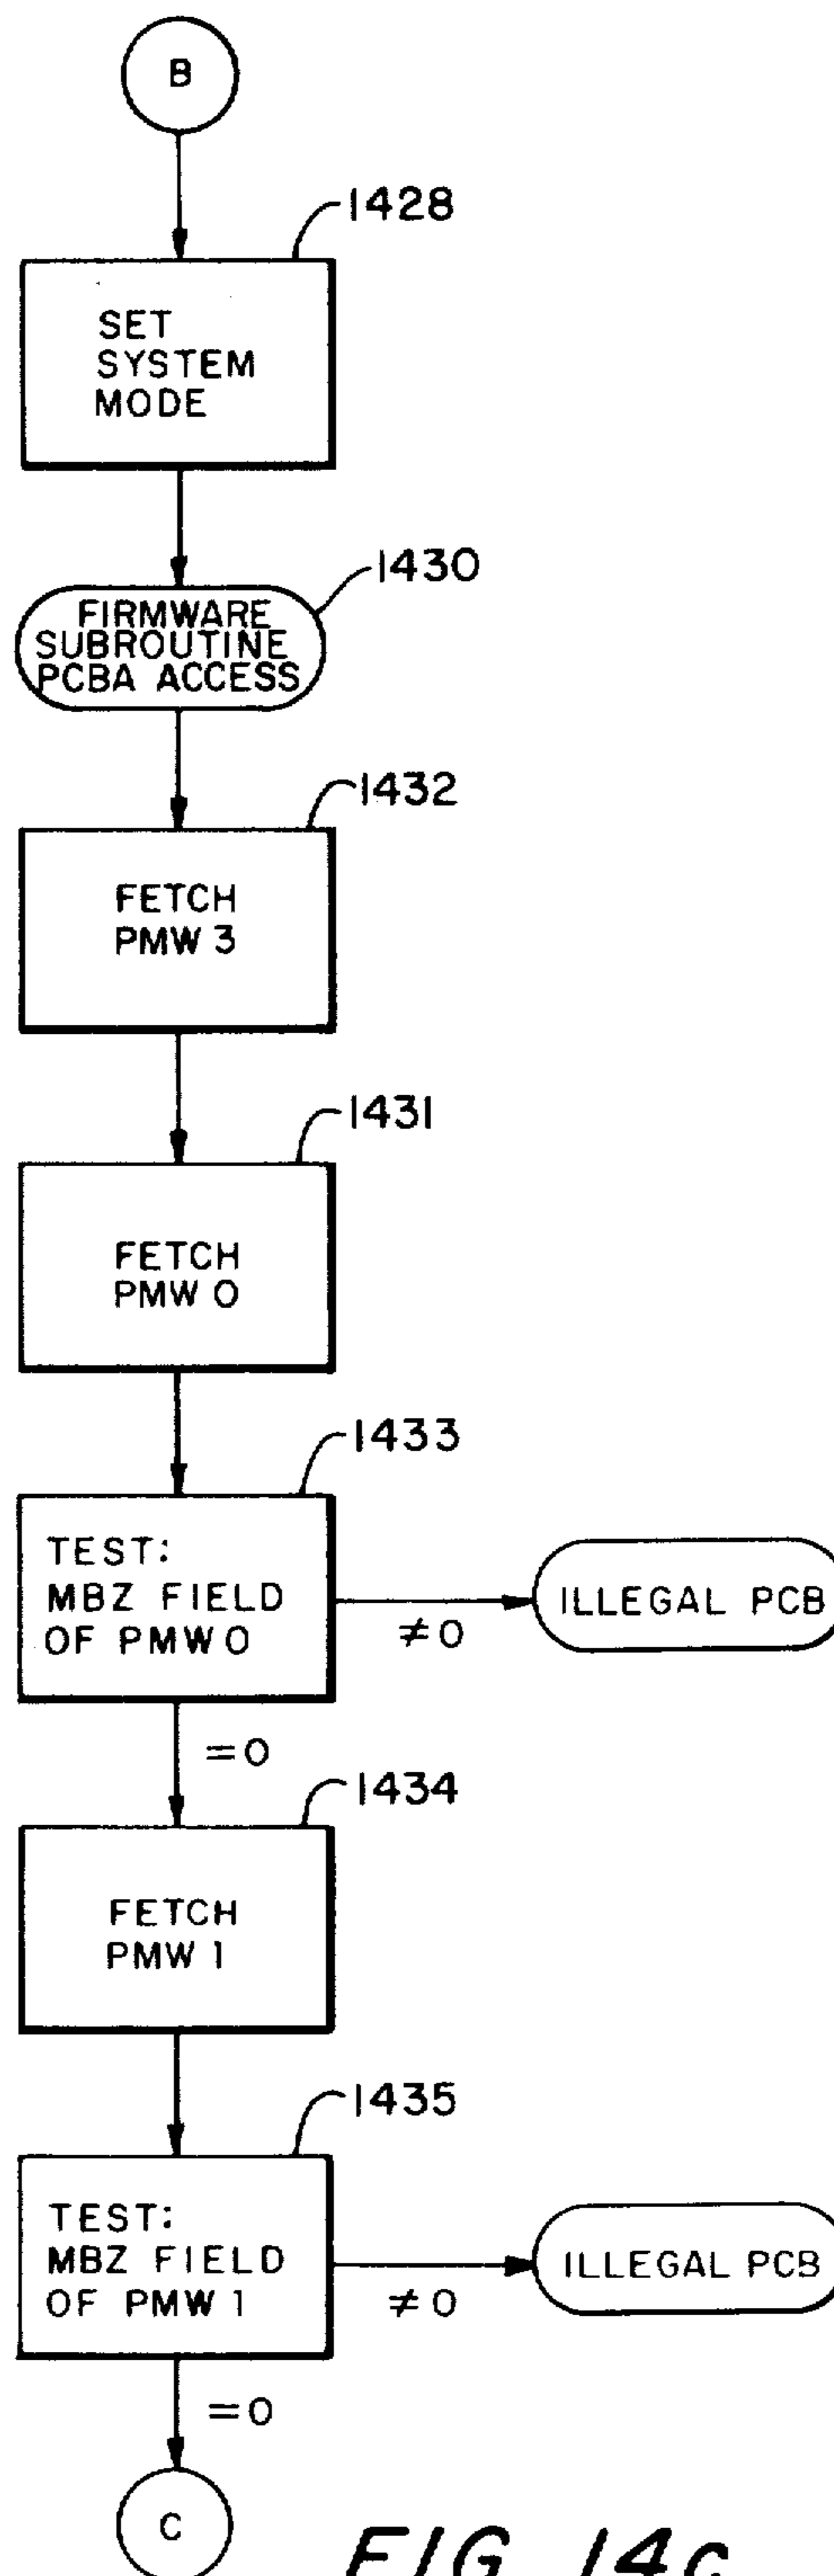 B
1428
SET
SYSTEM
MODE
1430
FIRMWARE
SUBROUTINE
PCBA ACCESS
1432
FETCH
PMW 3
1431
FETCH
PMW 0
1433
TEST:
MBZ FIELD
OF PMW 0
≠0
ILLEGAL PCB
=0
1434
FETCH
PMW 1
1435
TEST:
MBZ FIELD
OF PMW 1
≠0
ILLEGAL PCB
=0
C
FIG. 14c